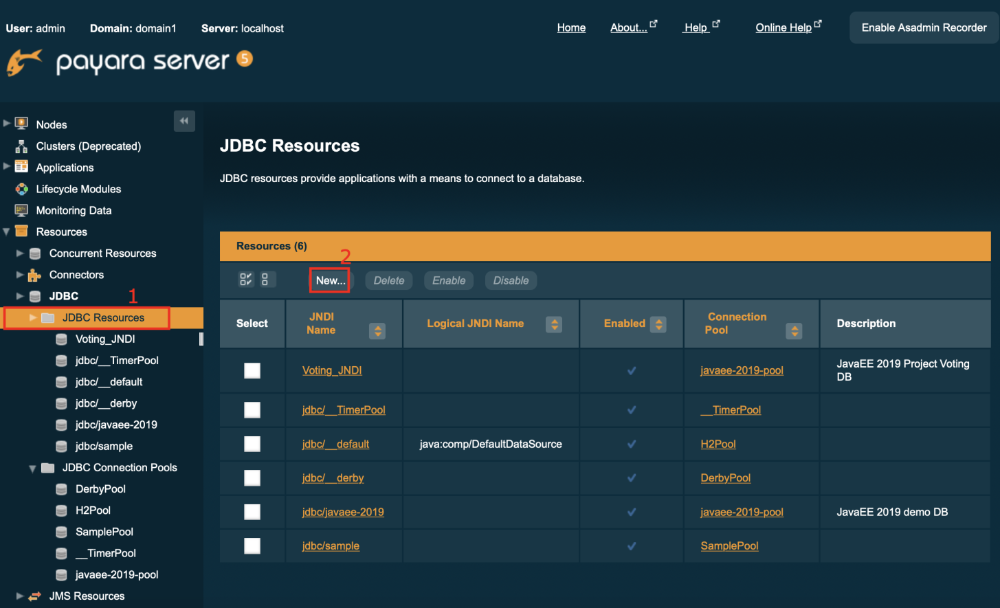 User: admin Domain: domain1 Server: localhost Home About... Help Online Help Enable Asadmin Recorder
payara server 5
Nodes
Clusters (Deprecated)
Applications
Lifecycle Modules
Monitoring Data
Resources
Concurrent Resources
Connectors
JDBC
1
JDBC Resources
Voting_JNDI
jdbc/__TimerPool
jdbc/__default
jdbc/__derby
jdbc/javaee-2019
jdbc/sample
JDBC Connection Pools
DerbyPool
H2Pool
SamplePool
__TimerPool
javaee-2019-pool
JMS Resources
JDBC Resources
JDBC resources provide applications with a means to connect to a database.
Resources (6)
2
New... Delete Enable Disable
Select JNDI Name Logical JNDI Name Enabled Connection Pool Description
Voting_JNDI javaee-2019-pool JavaEE 2019 Project Voting DB
jdbc/__TimerPool __TimerPool
jdbc/__default java:comp/DefaultDataSource H2Pool
jdbc/__derby DerbyPool
jdbc/javaee-2019 javaee-2019-pool JavaEE 2019 demo DB
jdbc/sample SamplePool